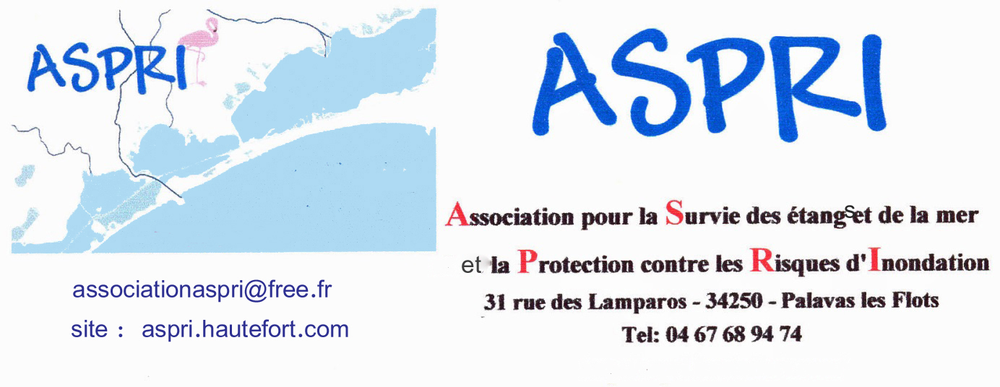 ASPRI
associationaspri@free.fr
site : aspri.hautefort.com
ASPRI
Association pour la Survie des étangs et de la mer
et la Protection contre les Risques d'Inondation
31 rue des Lamparos - 34250 - Palavas les Flots
Tel: 04 67 68 94 74